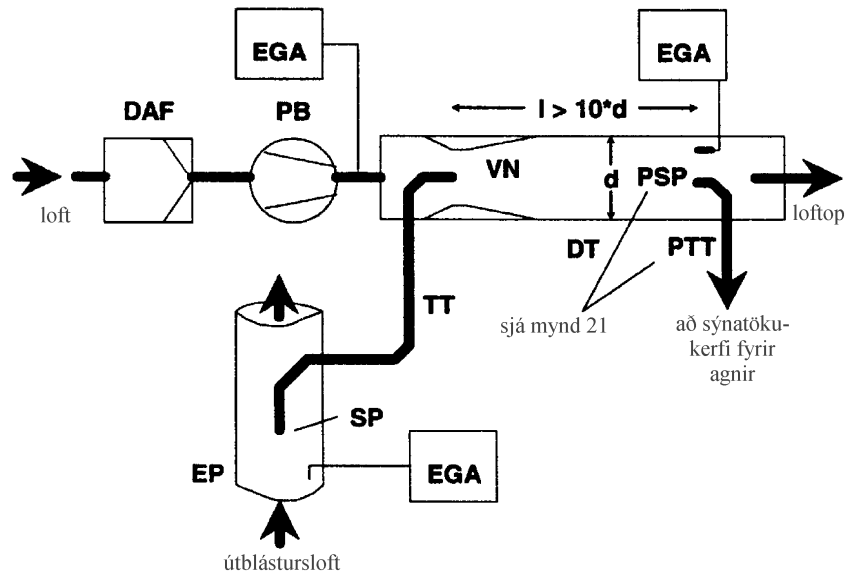 EGA
EGA
DAF
PB
l > 10*d
VN
d
PSP
loft
loftop
DT
PTT
TT
sjá mynd 21
að sýnatöku-
kerfi fyrir
agnir
SP
EP
EGA
útblástursloft